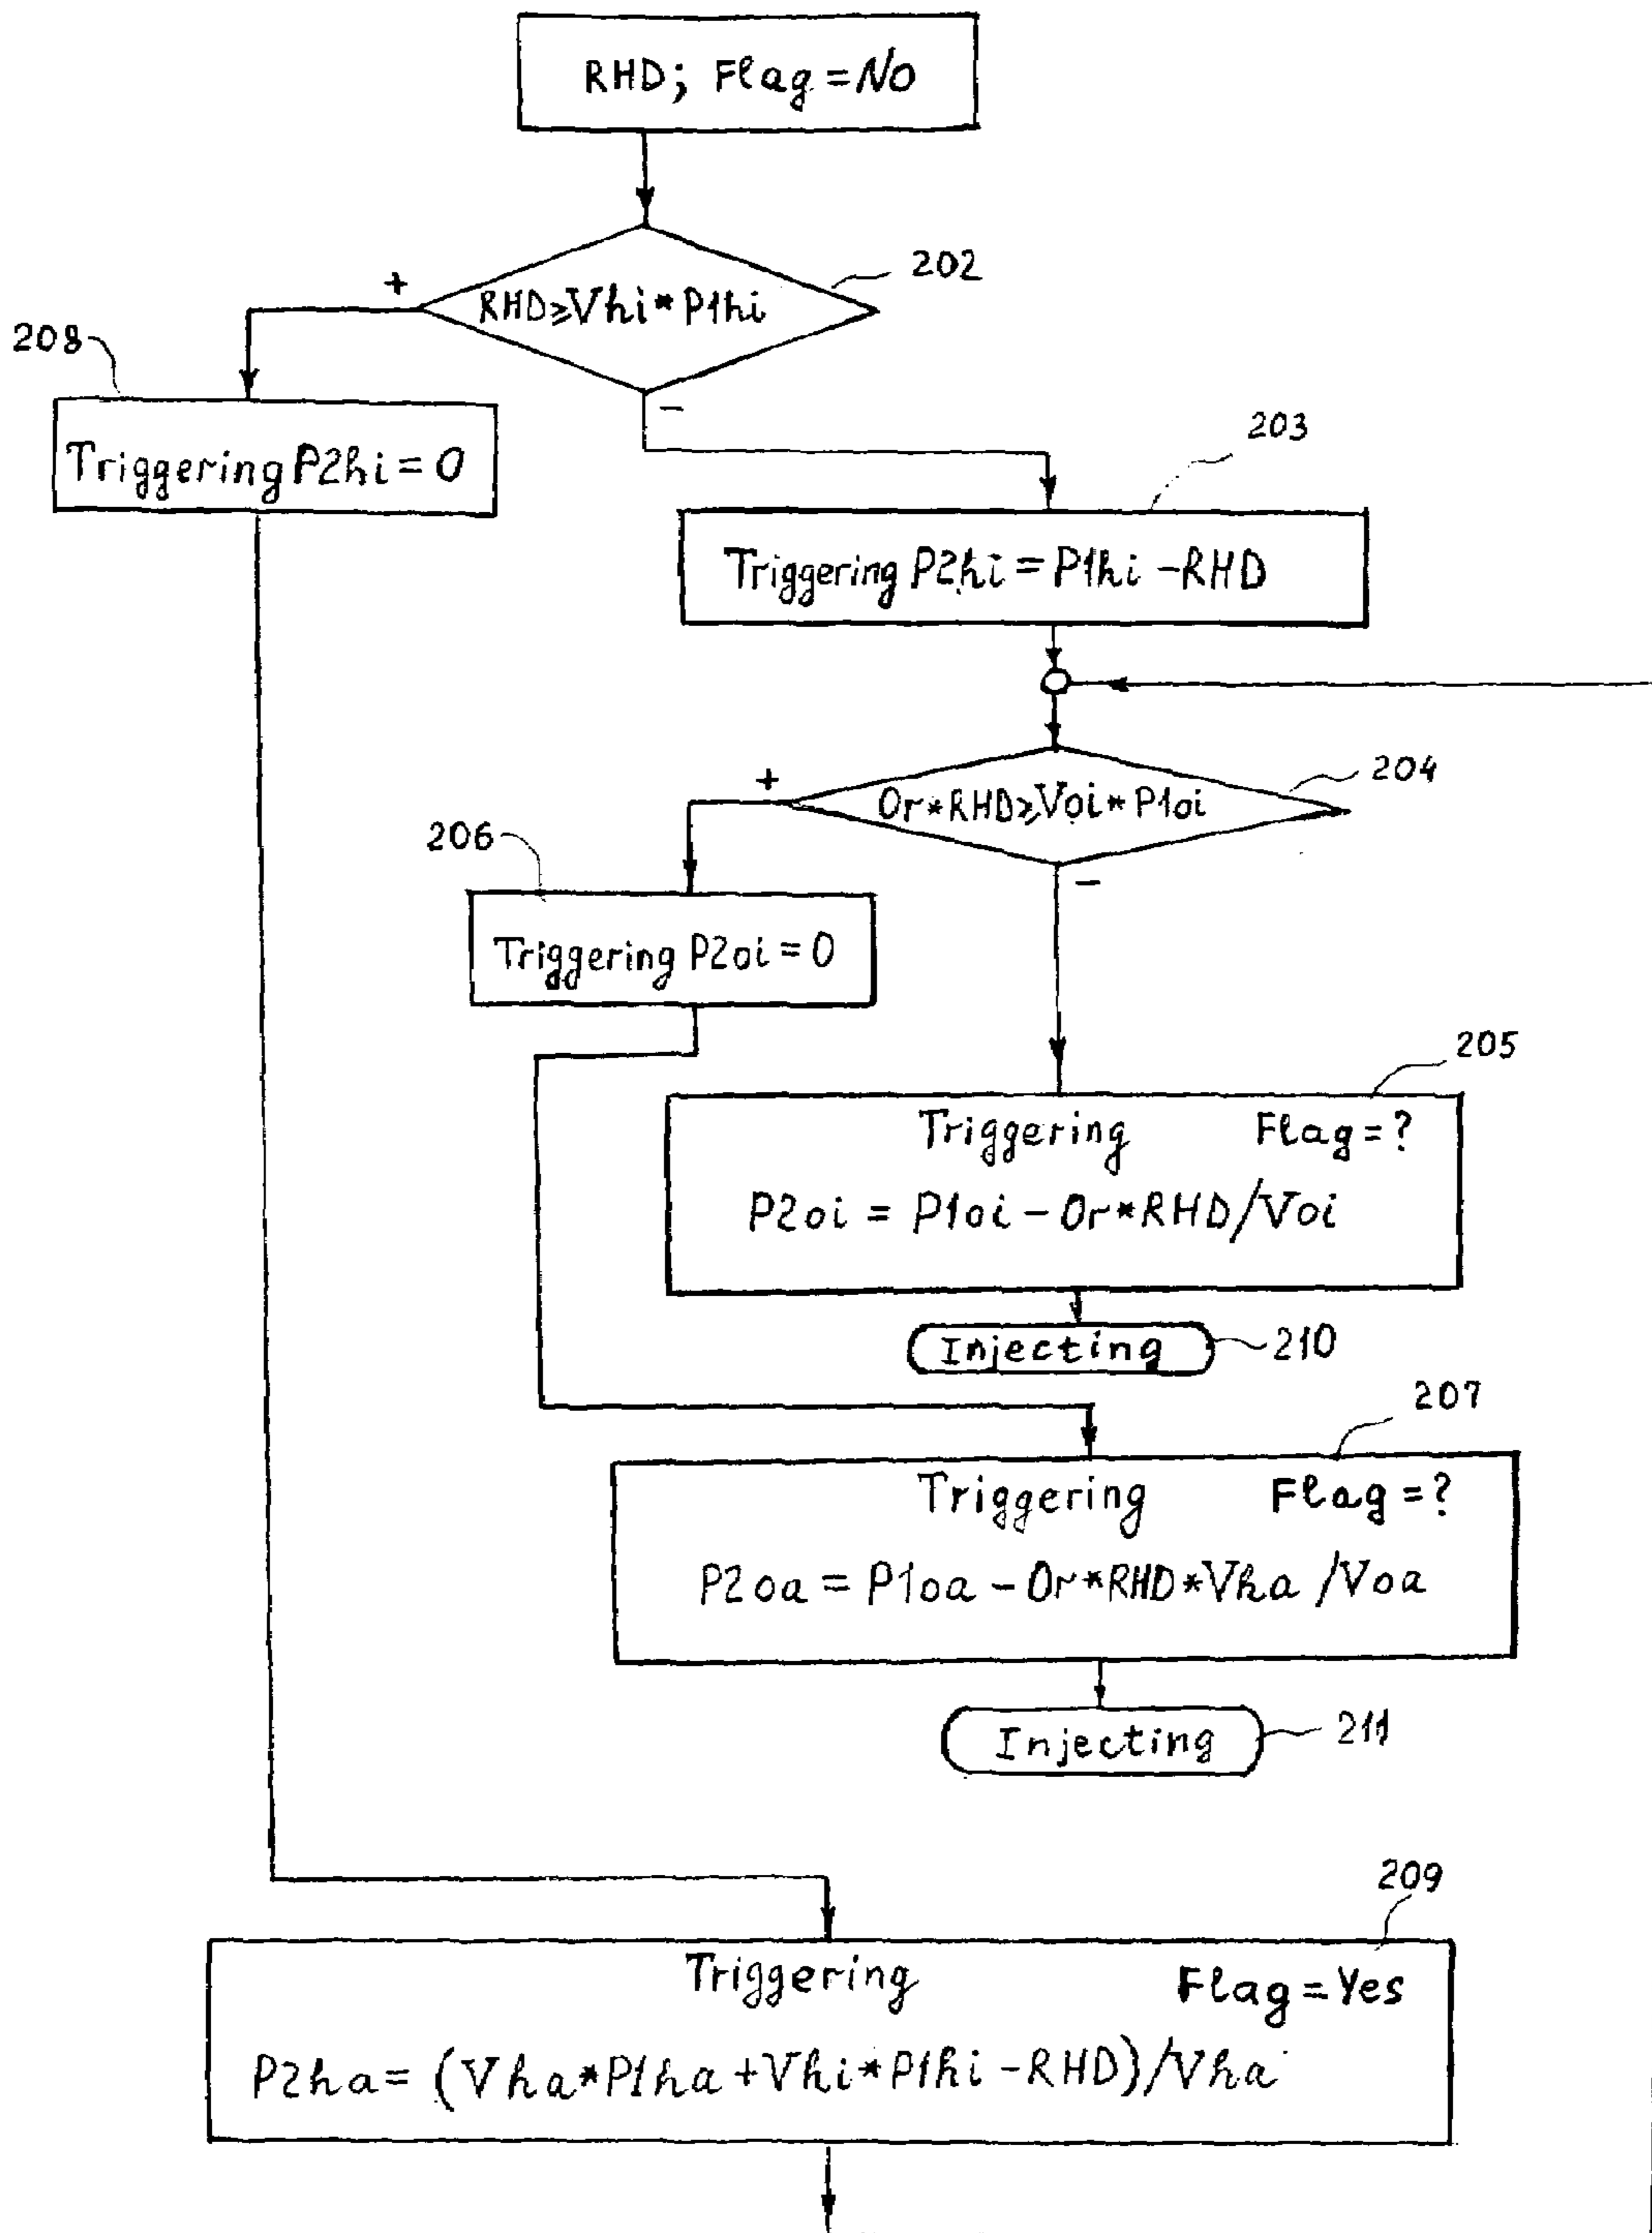 RHD; Flag = No
202
+
RHD≥Vhi* P1hi
208
−
203
Triggering P2hi = 0
Triggering P2hi = P1hi - RHD
204
+
Or*RHD≥Voi* P1oi
206
−
Triggering P2oi = 0
205
Triggering Flag = ?
P2oi = P1oi - Or*RHD/Voi
Injecting
210
207
Triggering Flag = ?
P2oa = P1oa - Or*RHD*Vha /Voa
Injecting
211
209
Triggering Flag = Yes
P2ha = (Vha*P1ha + Vhi*P1hi - RHD)/Vha